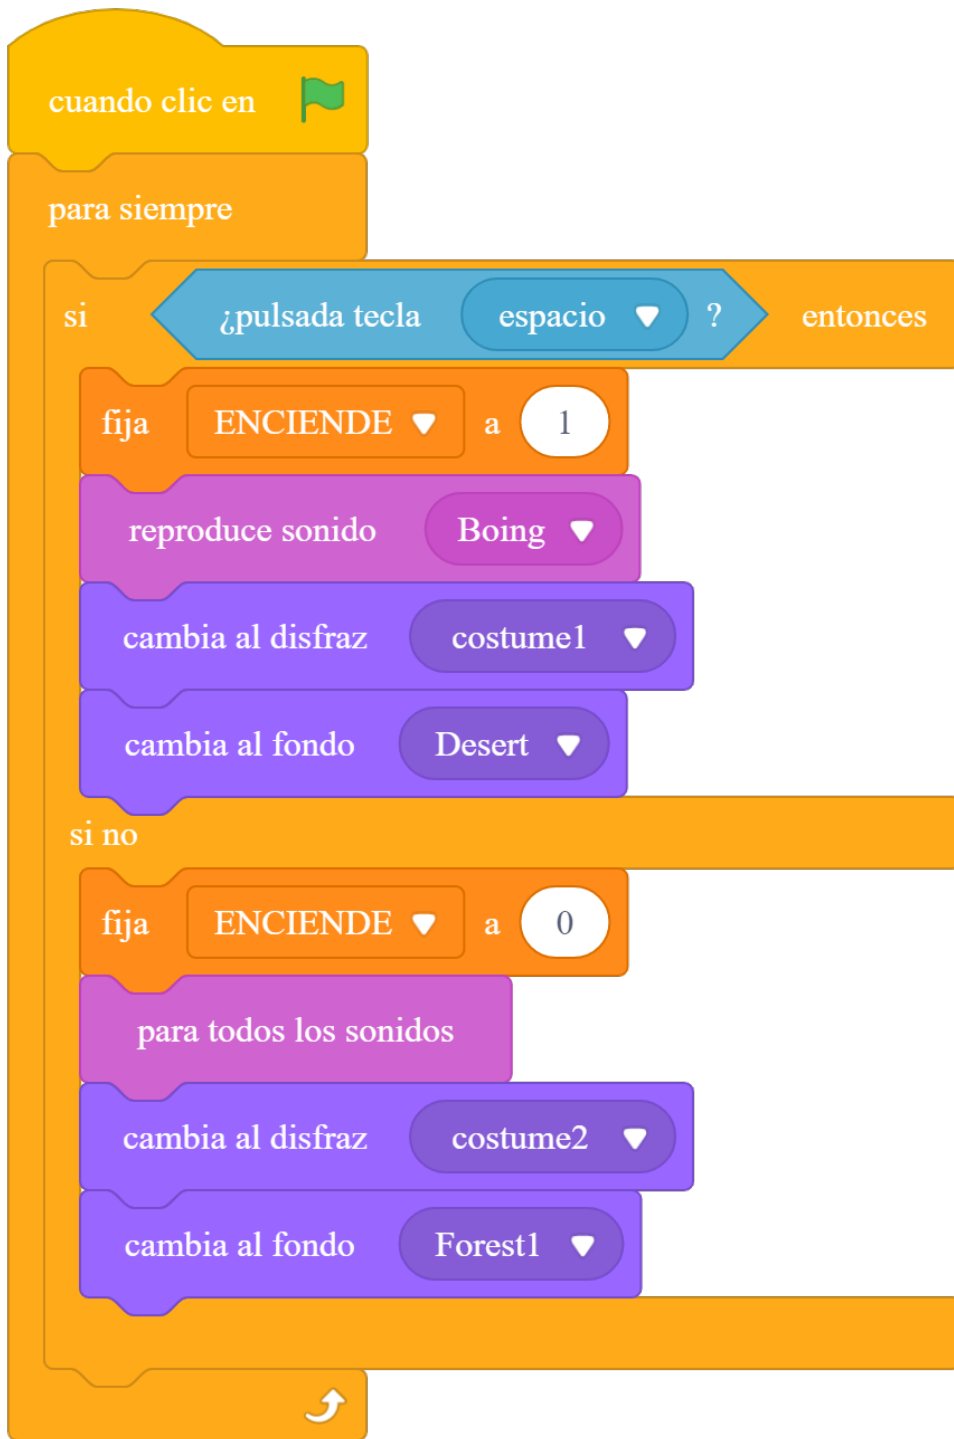 cuando clic en
para siempre
si ¿pulsada tecla espacio ? entonces
fija ENCIENDE a 1
reproduce sonido Boing
cambia al disfraz costume1
cambia al fondo Desert
si no
fija ENCIENDE a 0
para todos los sonidos
cambia al disfraz costume2
cambia al fondo Forest1